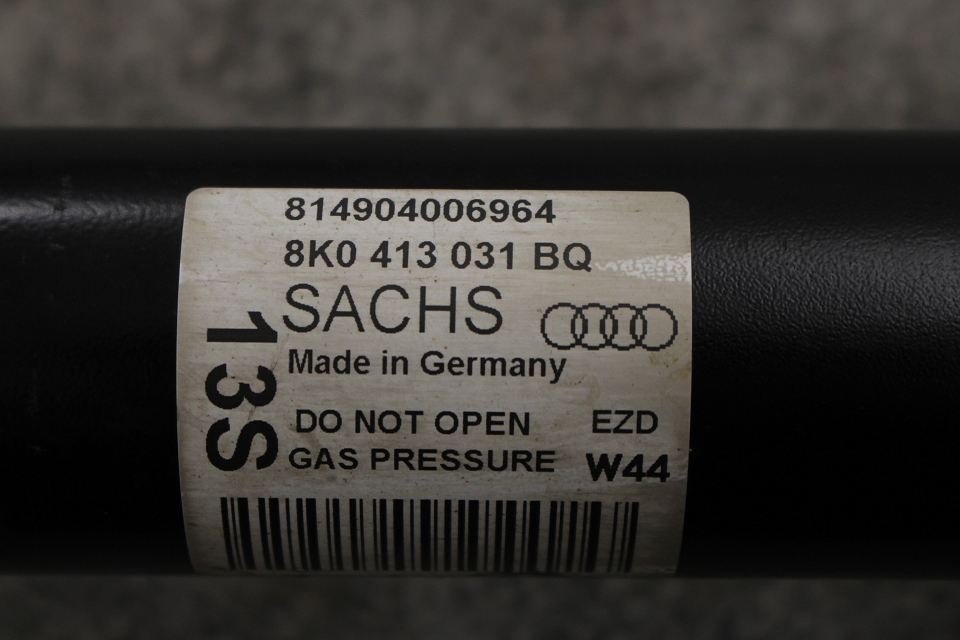 814904006964
8K0 413 031 BQ
SACHS
Made in Germany
13S
DO NOT OPEN EZD
GAS PRESSURE W44